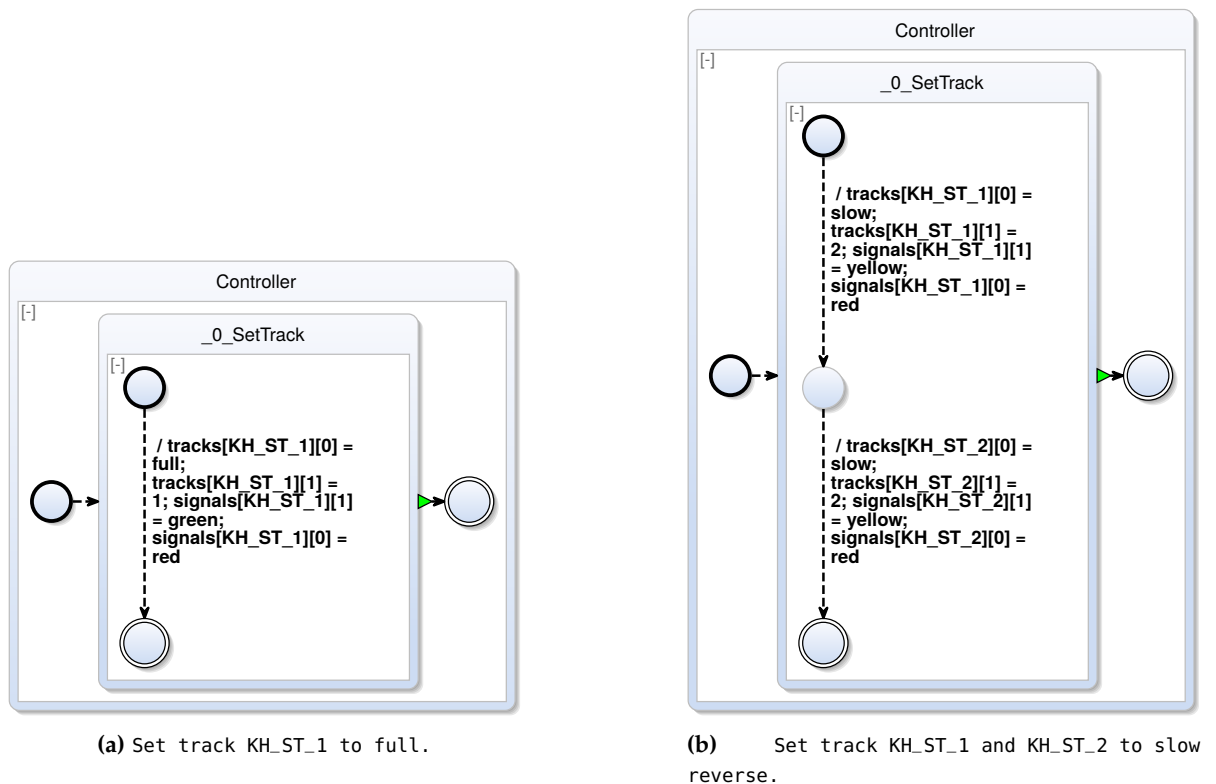 Controller
[-]
_0_SetTrack
[-]
/ tracks[KH_ST_1][0] =
full;
tracks[KH_ST_1][1] =
1; signals[KH_ST_1][1]
= green;
signals[KH_ST_1][0] =
red
(a) Set track KH_ST_1 to full.
Controller
[-]
_0_SetTrack
[-]
/ tracks[KH_ST_1][0] =
slow;
tracks[KH_ST_1][1] =
2; signals[KH_ST_1][1]
= yellow;
signals[KH_ST_1][0] =
red
/ tracks[KH_ST_2][0] =
slow;
tracks[KH_ST_2][1] =
2; signals[KH_ST_2][1]
= yellow;
signals[KH_ST_2][0] =
red
(b) Set track KH_ST_1 and KH_ST_2 to slow
reverse.